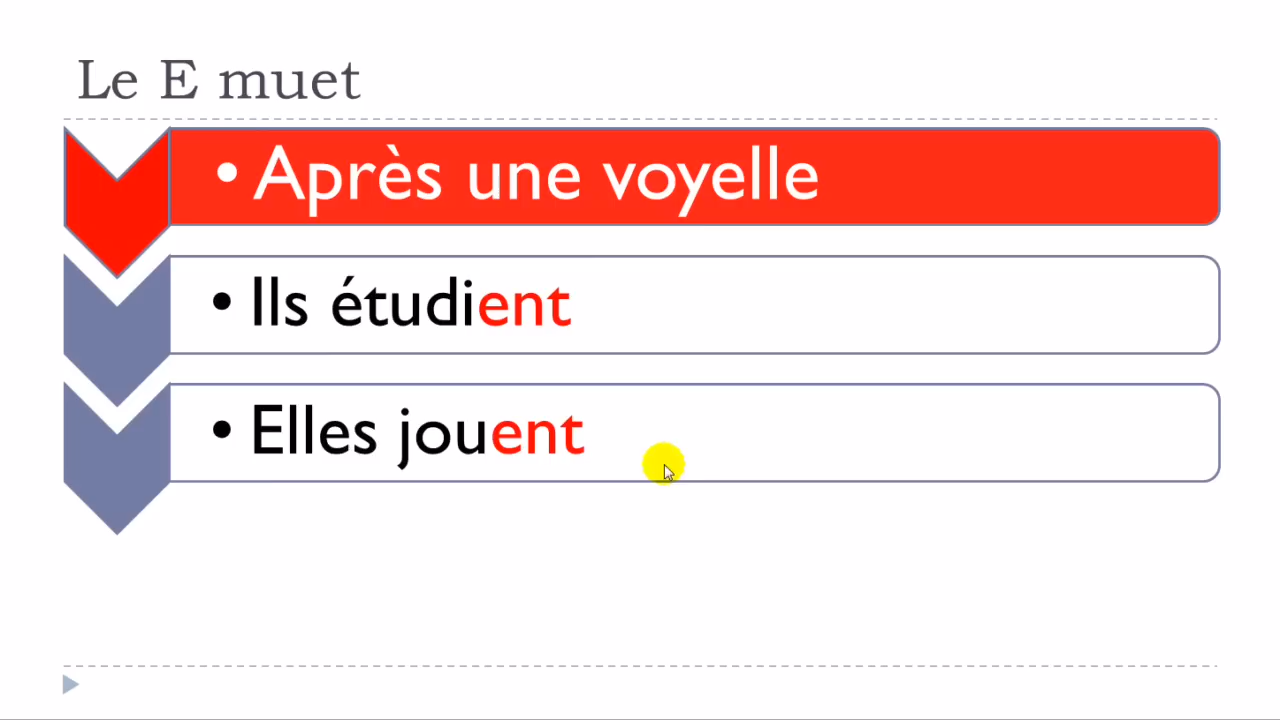 Le E muet
• Après une voyelle
• Ils étudient
• Elles jouent